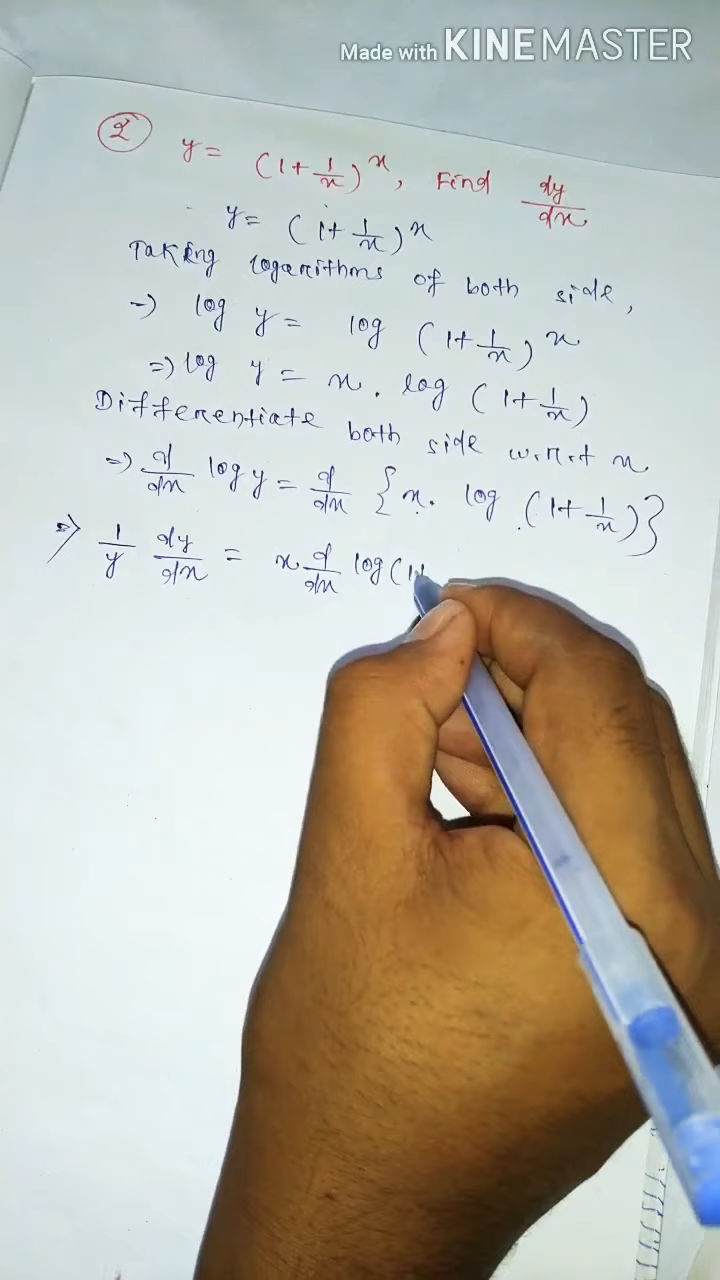 Made with KINEMASTER
② y = (1+1/x)^x, Find dy/dx
y = (1+1/x)^x
Taking logarithms of both side,
=> log y = log (1+1/x)^x
=> log y = x . log (1+1/x)
Differentiate both side w.r.t x
=> d/dx log y = d/dx {x. log (1+1/x)}
=> 1/y dy/dx = x d/dx log(1+